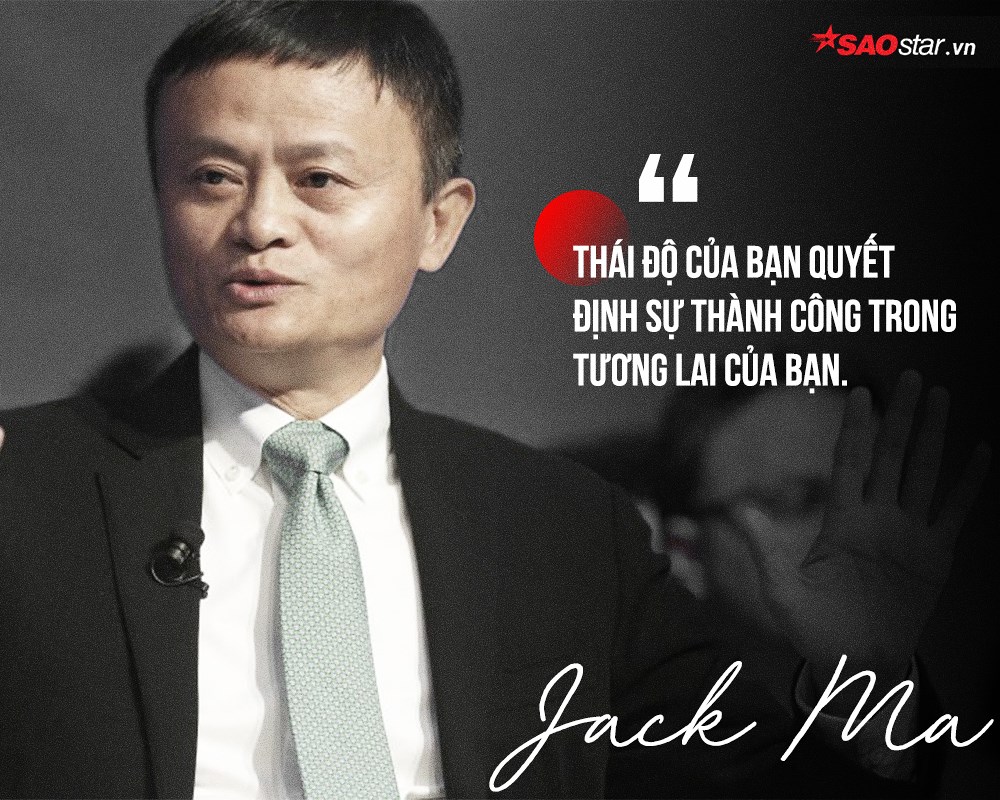 SAOstar.vn
“
THÁI ĐỘ CỦA BẠN QUYẾT
ĐỊNH SỰ THÀNH CÔNG TRONG
TƯƠNG LAI CỦA BẠN.
Jack Ma